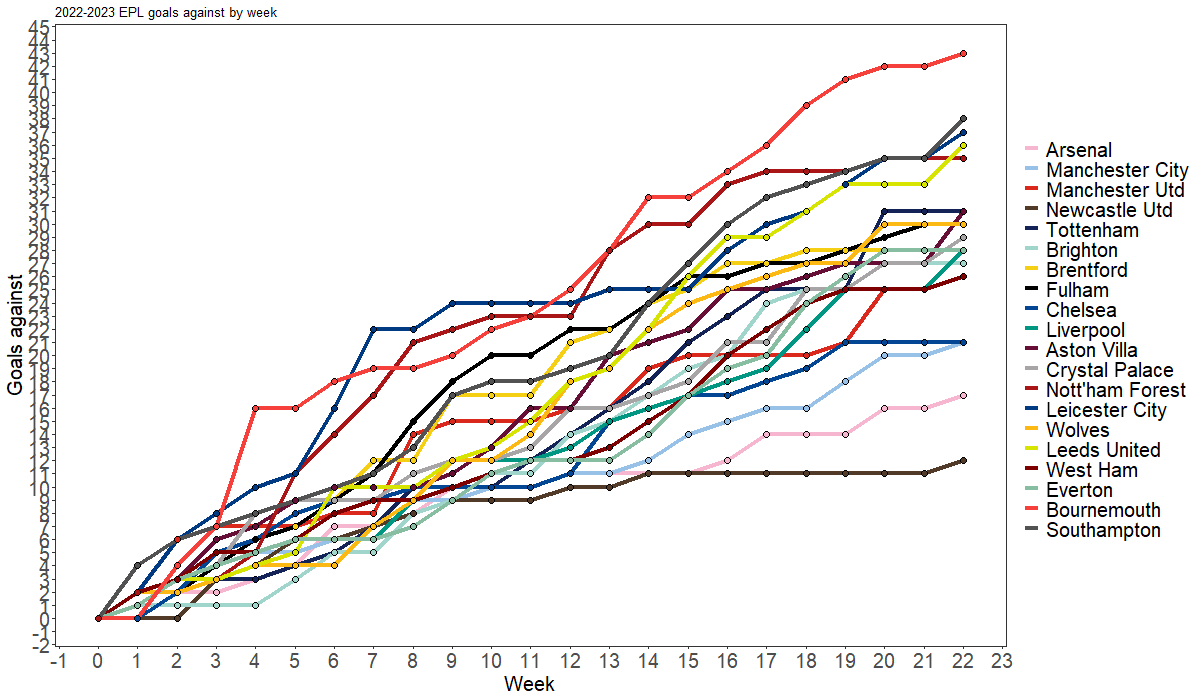 2022-2023 EPL goals against by week
45
44
43
42
41
40
39
38
37
36
35
34
33
32
31
30
29
28
27
26
25
24
23
22
21
20
19
18
17
16
15
14
13
12
11
10
9
8
7
6
5
4
3
2
1
0
-1
-2
Goals against
-1 0 1 2 3 4 5 6 7 8 9 10 11 12 13 14 15 16 17 18 19 20 21 22 23
Week
Arsenal
Manchester City
Manchester Utd
Newcastle Utd
Tottenham
Brighton
Brentford
Fulham
Chelsea
Liverpool
Aston Villa
Crystal Palace
Nott'ham Forest
Leicester City
Wolves
Leeds United
West Ham
Everton
Bournemouth
Southampton